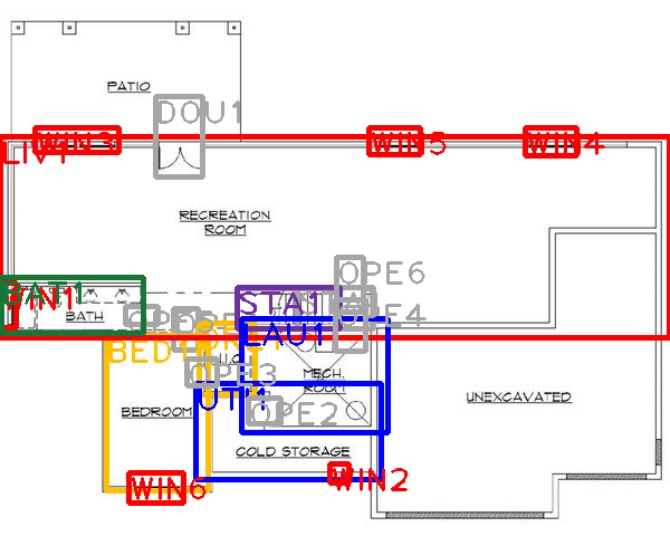 PATIO
DOU1
WIN3
WIN5
WIN4
LIV1
RECREATION
ROOM
OPE6
BAT1
WIN1
STA1
OPE4
BATH
LAU1
BED1
MECH.
ROOM
OPE3
UTI1
OPE2
BEDROOM
UNEXCAVATED
COLD STORAGE
WIN6
WIN2